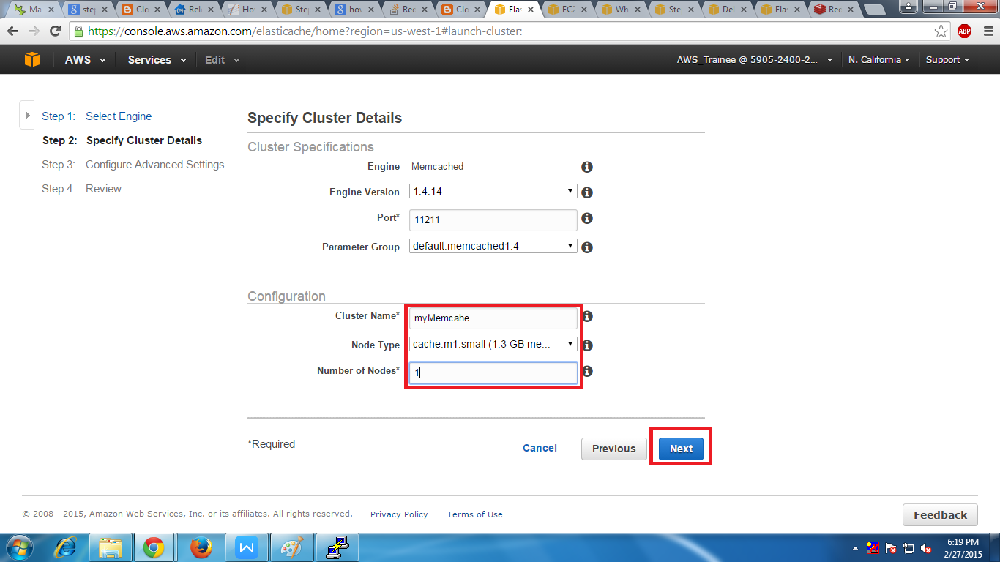 Ma
step
Clo
Rele
Hov
Step
hov
Rec
Clo
Elas
EC2
Wh
Step
Del
Elas
Rec
https://console.aws.amazon.com/elasticache/home?region=us-west-1#launch-cluster:
ABP
AWS Services Edit AWS_Trainee @ 5905-2400-2... N. California Support
Step 1: Select Engine
Step 2: Specify Cluster Details
Step 3: Configure Advanced Settings
Step 4: Review
Specify Cluster Details
Cluster Specifications
Engine Memcached
Engine Version 1.4.14
Port* 11211
Parameter Group default.memcached1.4
Configuration
Cluster Name* myMemcahe
Node Type cache.m1.small (1.3 GB me...
Number of Nodes* 1
*Required Cancel Previous Next
© 2008 - 2015, Amazon Web Services, Inc. or its affiliates. All rights reserved. Privacy Policy Terms of Use Feedback
6:19 PM
2/27/2015